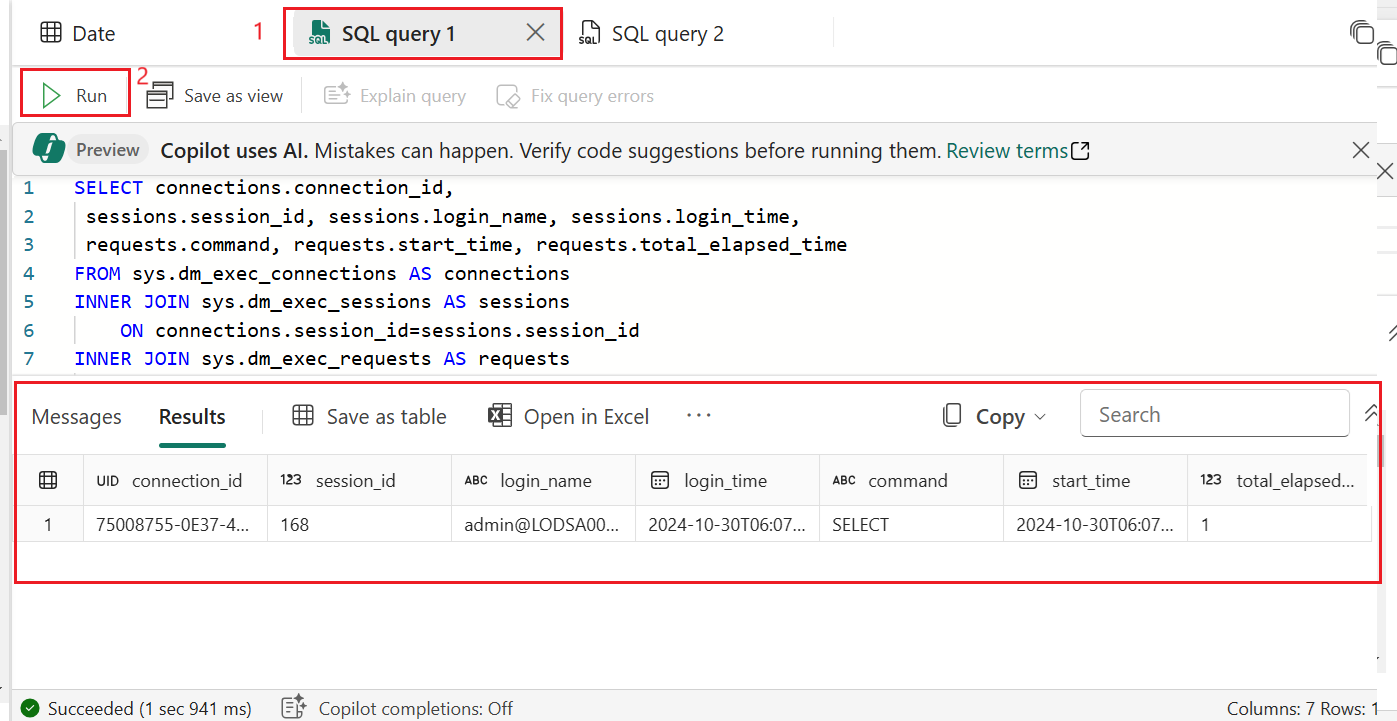 Date 1 SQL query 1 SQL query 2
Run 2 Save as view Explain query Fix query errors
Preview Copilot uses AI. Mistakes can happen. Verify code suggestions before running them. Review terms
1 SELECT connections.connection_id,
2 sessions.session_id, sessions.login_name, sessions.login_time,
3 requests.command, requests.start_time, requests.total_elapsed_time
4 FROM sys.dm_exec_connections AS connections
5 INNER JOIN sys.dm_exec_sessions AS sessions
6 ON connections.session_id=sessions.session_id
7 INNER JOIN sys.dm_exec_requests AS requests
Messages Results Save as table Open in Excel ... Copy Search
UID connection_id 123 session_id ABC login_name login_time ABC command start_time 123 total_elapsed...
1 75008755-0E37-4... 168 admin@LODSA00... 2024-10-30T06:07... SELECT 2024-10-30T06:07... 1
Succeeded (1 sec 941 ms) Copilot completions: Off Columns: 7 Rows: 1